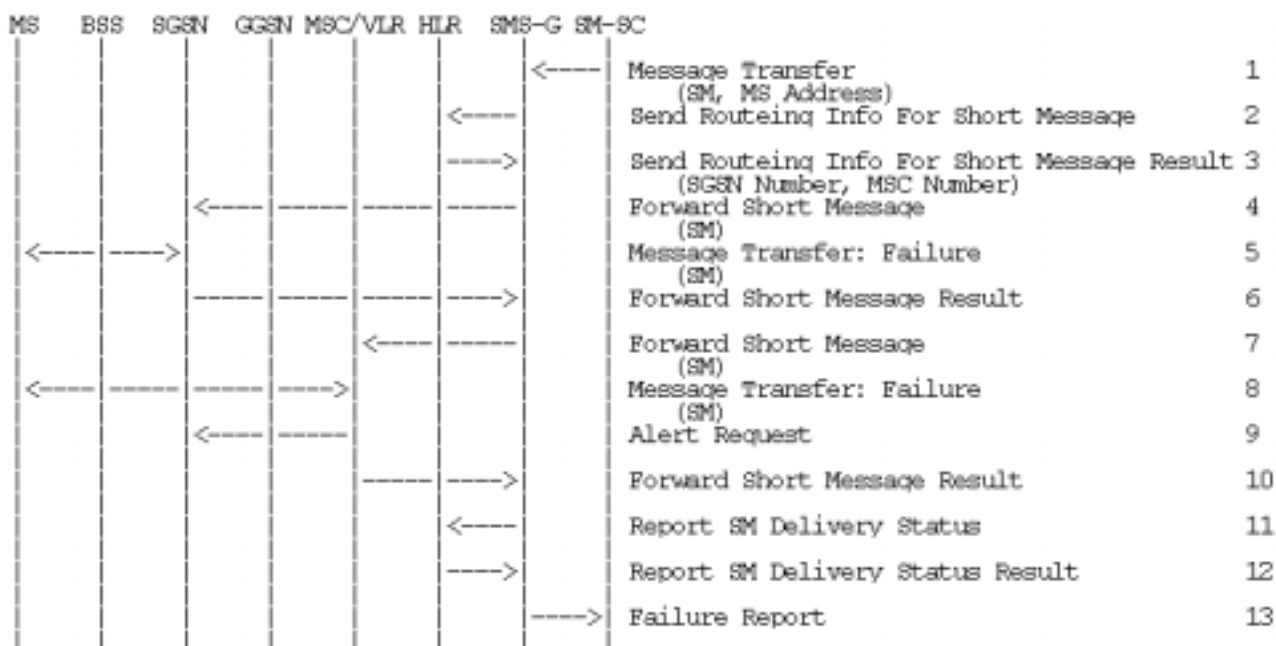 MS BSS SGSN GGSN MSC/VLR HLR SMS-G SM-SC
Message Transfer 1
(SM, MS Address)
Send Routeing Info For Short Message 2
Send Routeing Info For Short Message Result 3
(SGSN Number, MSC Number)
Forward Short Message 4
(SM)
Message Transfer: Failure 5
(SM)
Forward Short Message Result 6
Forward Short Message 7
(SM)
Message Transfer: Failure 8
(SM)
Alert Request 9
Forward Short Message Result 10
Report SM Delivery Status 11
Report SM Delivery Status Result 12
Failure Report 13